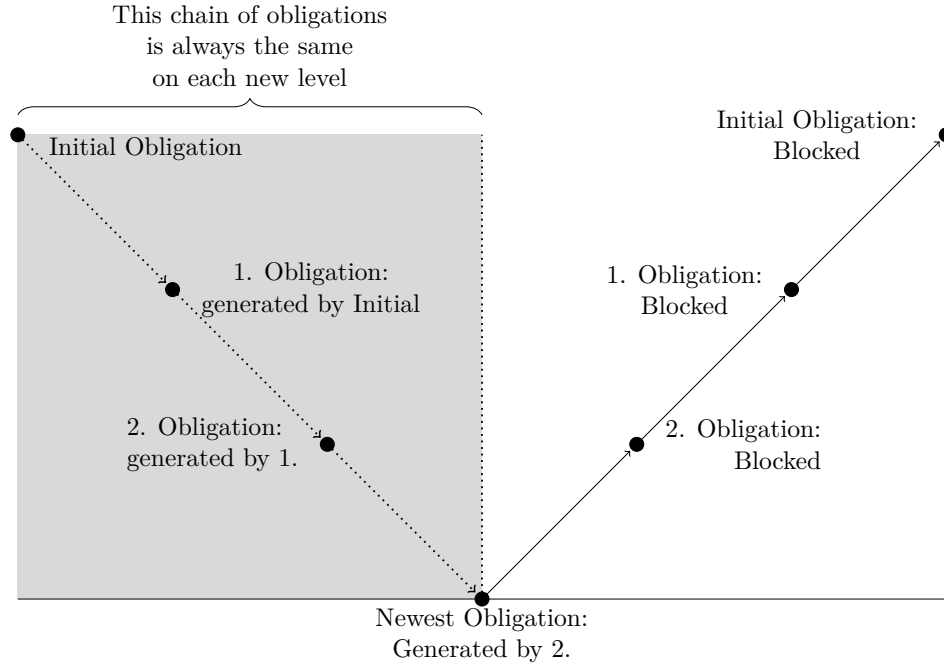 This chain of obligations
is always the same
on each new level
Initial Obligation
Initial Obligation:
Blocked
1. Obligation:
generated by Initial
1. Obligation:
Blocked
2. Obligation:
generated by 1.
2. Obligation:
Blocked
Newest Obligation:
Generated by 2.